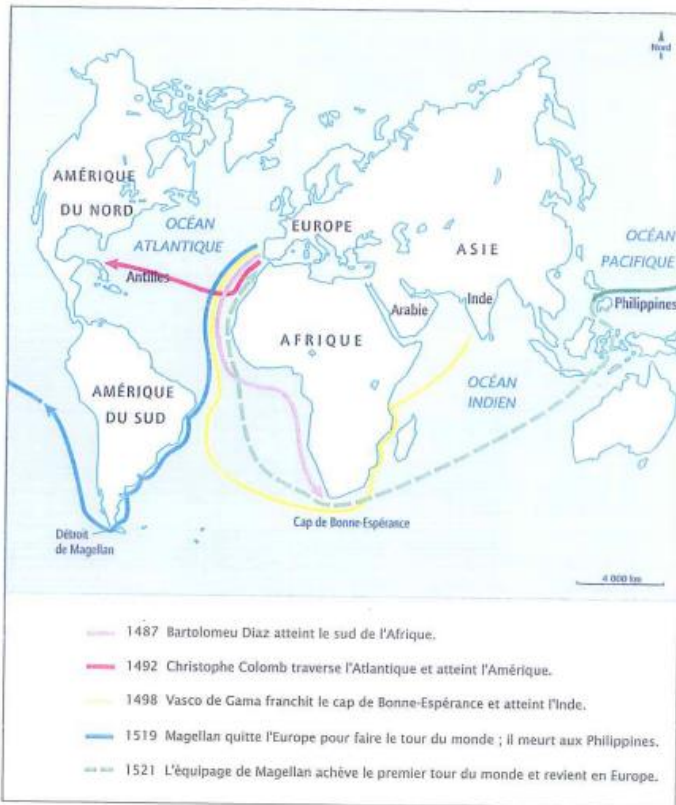 Nord
AMÉRIQUE
DU NORD
OCÉAN
ATLANTIQUE
EUROPE
ASIE
OCÉAN
PACIFIQUE
Antilles
Arabie
Inde
Philippines
AFRIQUE
AMÉRIQUE
DU SUD
OCÉAN
INDIEN
Détroit
de Magellan
Cap de Bonne-Espérance
4 000 km
1487 Bartolomeu Diaz atteint le sud de l'Afrique.
1492 Christophe Colomb traverse l'Atlantique et atteint l'Amérique.
1498 Vasco de Gama franchit le cap de Bonne-Espérance et atteint l'Inde.
1519 Magellan quitte l'Europe pour faire le tour du monde ; il meurt aux Philippines.
1521 L'équipage de Magellan achève le premier tour du monde et revient en Europe.